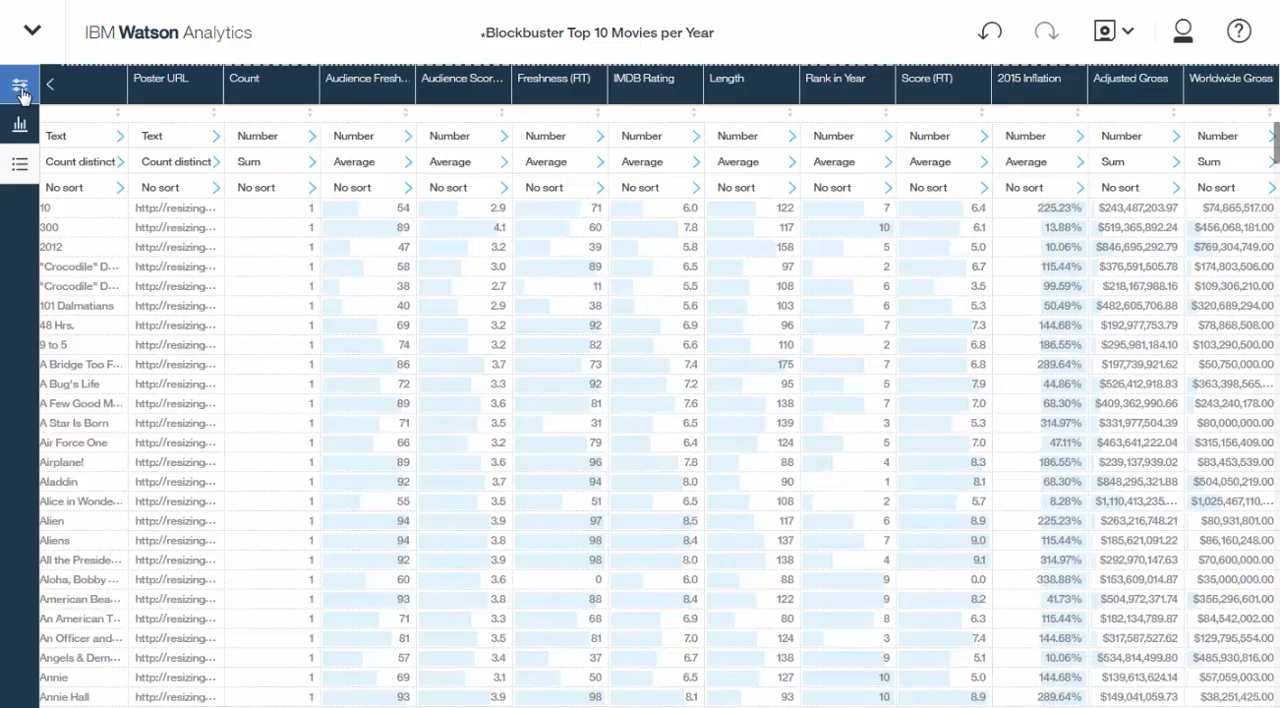 IBM Watson Analytics
*Blockbuster Top 10 Movies per Year
Poster URL Count Audience Fresh... Audience Scor... Freshness (RT) IMDB Rating Length Rank in Year Score (RT) 2015 Inflation Adjusted Gross Worldwide Gross
Text Text Number Number Number Number Number Number Number Number Number Number Number
Count distinct Count distinct Sum Average Average Average Average Average Average Average Average Sum Sum
No sort No sort No sort No sort No sort No sort No sort No sort No sort No sort No sort No sort No sort
10 http://resizing... 1 54 2.9 71 6.0 122 7 6.4 225.23% $243,487,203.97 $74,865,517.00
300 http://resizing... 1 89 4.1 60 7.8 117 10 6.1 13.88% $519,365,892.24 $456,068,181.00
2012 http://resizing... 1 47 3.2 39 5.8 158 5 5.0 10.06% $846,695,292.79 $769,304,749.00
"Crocodile" D... http://resizing... 1 58 3.0 89 6.5 97 2 6.7 115.44% $376,591,505.78 $174,803,506.00
"Crocodile" D... http://resizing... 1 38 2.7 11 5.5 108 6 3.5 99.59% $218,167,988.16 $109,306,210.00
101 Dalmatians http://resizing... 1 40 2.9 38 5.6 103 6 5.3 50.49% $482,605,706.88 $320,689,294.00
48 Hrs. http://resizing... 1 69 3.2 92 6.9 96 7 7.3 144.68% $192,977,753.79 $78,868,508.00
9 to 5 http://resizing... 1 74 3.2 82 6.6 110 2 6.8 186.55% $295,981,184.10 $103,290,500.00
A Bridge Too F... http://resizing... 1 86 3.7 73 7.4 175 7 6.8 289.64% $197,739,921.62 $50,750,000.00
A Bug's Life http://resizing... 1 72 3.3 92 7.2 95 5 7.9 44.86% $526,412,918.83 $363,398,565....
A Few Good M... http://resizing... 1 89 3.6 81 7.6 138 7 7.0 68.30% $409,362,990.66 $243,240,178.00
A Star Is Born http://resizing... 1 71 3.5 31 6.5 139 3 5.3 314.97% $331,977,504.39 $80,000,000.00
Air Force One http://resizing... 1 66 3.2 79 6.4 124 5 7.0 47.11% $463,641,222.04 $315,156,409.00
Airplane! http://resizing... 1 89 3.6 96 7.8 88 4 8.3 186.55% $239,137,939.02 $83,453,539.00
Aladdin http://resizing... 1 92 3.7 94 8.0 90 1 8.1 68.30% $848,295,321.88 $504,050,219.00
Alice in Wonde... http://resizing... 1 55 3.5 51 6.5 108 2 5.7 8.28% $1,110,413,235.... $1,025,467,110....
Alien http://resizing... 1 94 3.9 97 8.5 117 6 8.9 225.23% $263,216,748.21 $80,931,801.00
Aliens http://resizing... 1 94 3.8 98 8.4 137 7 9.0 115.44% $185,621,091.22 $86,160,248.00
All the Preside... http://resizing... 1 92 3.9 98 8.0 138 4 9.1 314.97% $292,970,147.63 $70,600,000.00
Aloha, Bobby ... http://resizing... 1 60 3.6 0 6.0 88 9 0.0 338.88% $153,609,014.87 $35,000,000.00
American Bea... http://resizing... 1 93 3.8 88 8.4 122 9 8.2 41.73% $504,972,371.74 $356,296,601.00
An American T... http://resizing... 1 71 3.3 68 6.9 80 8 6.3 115.44% $182,134,789.87 $84,542,002.00
An Officer and... http://resizing... 1 81 3.5 81 7.0 124 3 7.4 144.68% $317,587,527.62 $129,795,554.00
Angels & Dem... http://resizing... 1 57 3.4 37 6.7 138 9 5.1 10.06% $534,814,499.80 $485,930,816.00
Annie http://resizing... 1 69 3.1 50 6.5 127 10 5.0 144.68% $139,613,624.14 $57,059,003.00
Annie Hall http://resizing... 1 93 3.9 98 8.1 93 10 8.9 289.64% $149,041,059.73 $38,251,425.00